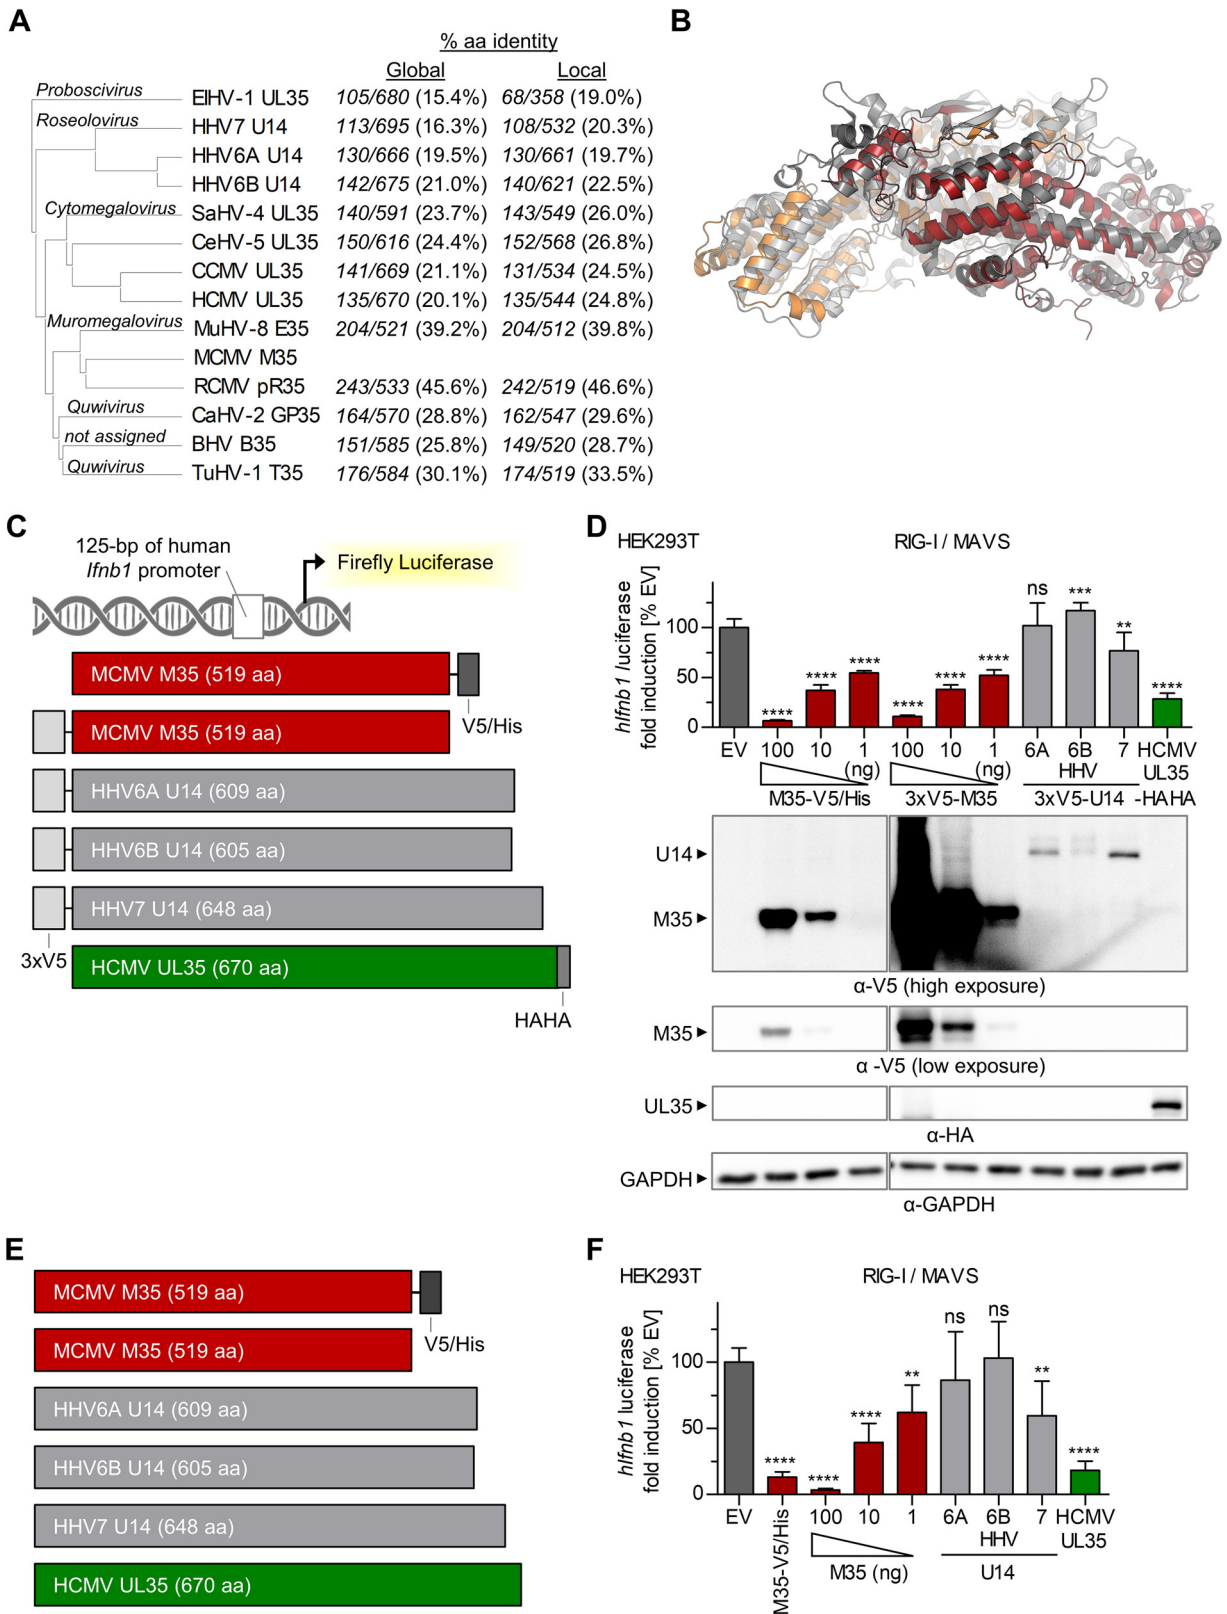 A
% aa identity
Global Local
Proboscivirus
EIHV-1 UL35 105/680 (15.4%) 68/358 (19.0%)
Roseolovirus
HHV7 U14 113/695 (16.3%) 108/532 (20.3%)
HHV6A U14 130/666 (19.5%) 130/661 (19.7%)
HHV6B U14 142/675 (21.0%) 140/621 (22.5%)
Cytomegalovirus
SaHV-4 UL35 140/591 (23.7%) 143/549 (26.0%)
CeHV-5 UL35 150/616 (24.4%) 152/568 (26.8%)
CCMV UL35 141/669 (21.1%) 131/534 (24.5%)
HCMV UL35 135/670 (20.1%) 135/544 (24.8%)
Muromegalovirus
MuHV-8 E35 204/521 (39.2%) 204/512 (39.8%)
MCMV M35
RCMV pR35 243/533 (45.6%) 242/519 (46.6%)
Quwivirus
CaHV-2 GP35 164/570 (28.8%) 162/547 (29.6%)
not assigned
BHV B35 151/585 (25.8%) 149/520 (28.7%)
Quwivirus
TuHV-1 T35 176/584 (30.1%) 174/519 (33.5%)
B
C
125-bp of human
Ifnb1 promoter
Firefly Luciferase
MCMV M35 (519 aa)
V5/His
MCMV M35 (519 aa)
HHV6A U14 (609 aa)
HHV6B U14 (605 aa)
HHV7 U14 (648 aa)
3xV5
HCMV UL35 (670 aa)
HAHA
D
HEK293T RIG-I / MAVS
hIfnb1 luciferase
fold induction [% EV]
100
50
0
**** **** **** **** **** **** ns *** ** ****
EV 100 10 1 100 10 1 6A 6B 7 HCMV
(ng) (ng) HHV UL35
M35-V5/His 3xV5-M35 3xV5-U14 -HAHA
U14
M35
α-V5 (high exposure)
M35
α -V5 (low exposure)
UL35
α-HA
GAPDH
α-GAPDH
E
MCMV M35 (519 aa)
V5/His
MCMV M35 (519 aa)
HHV6A U14 (609 aa)
HHV6B U14 (605 aa)
HHV7 U14 (648 aa)
HCMV UL35 (670 aa)
F
HEK293T RIG-I / MAVS
hIfnb1 luciferase
fold induction [% EV]
100
50
0
**** **** **** ** ns ns ** ****
EV M35-V5/His 100 10 1 6A 6B 7 HCMV
HHV UL35
M35 (ng) U14